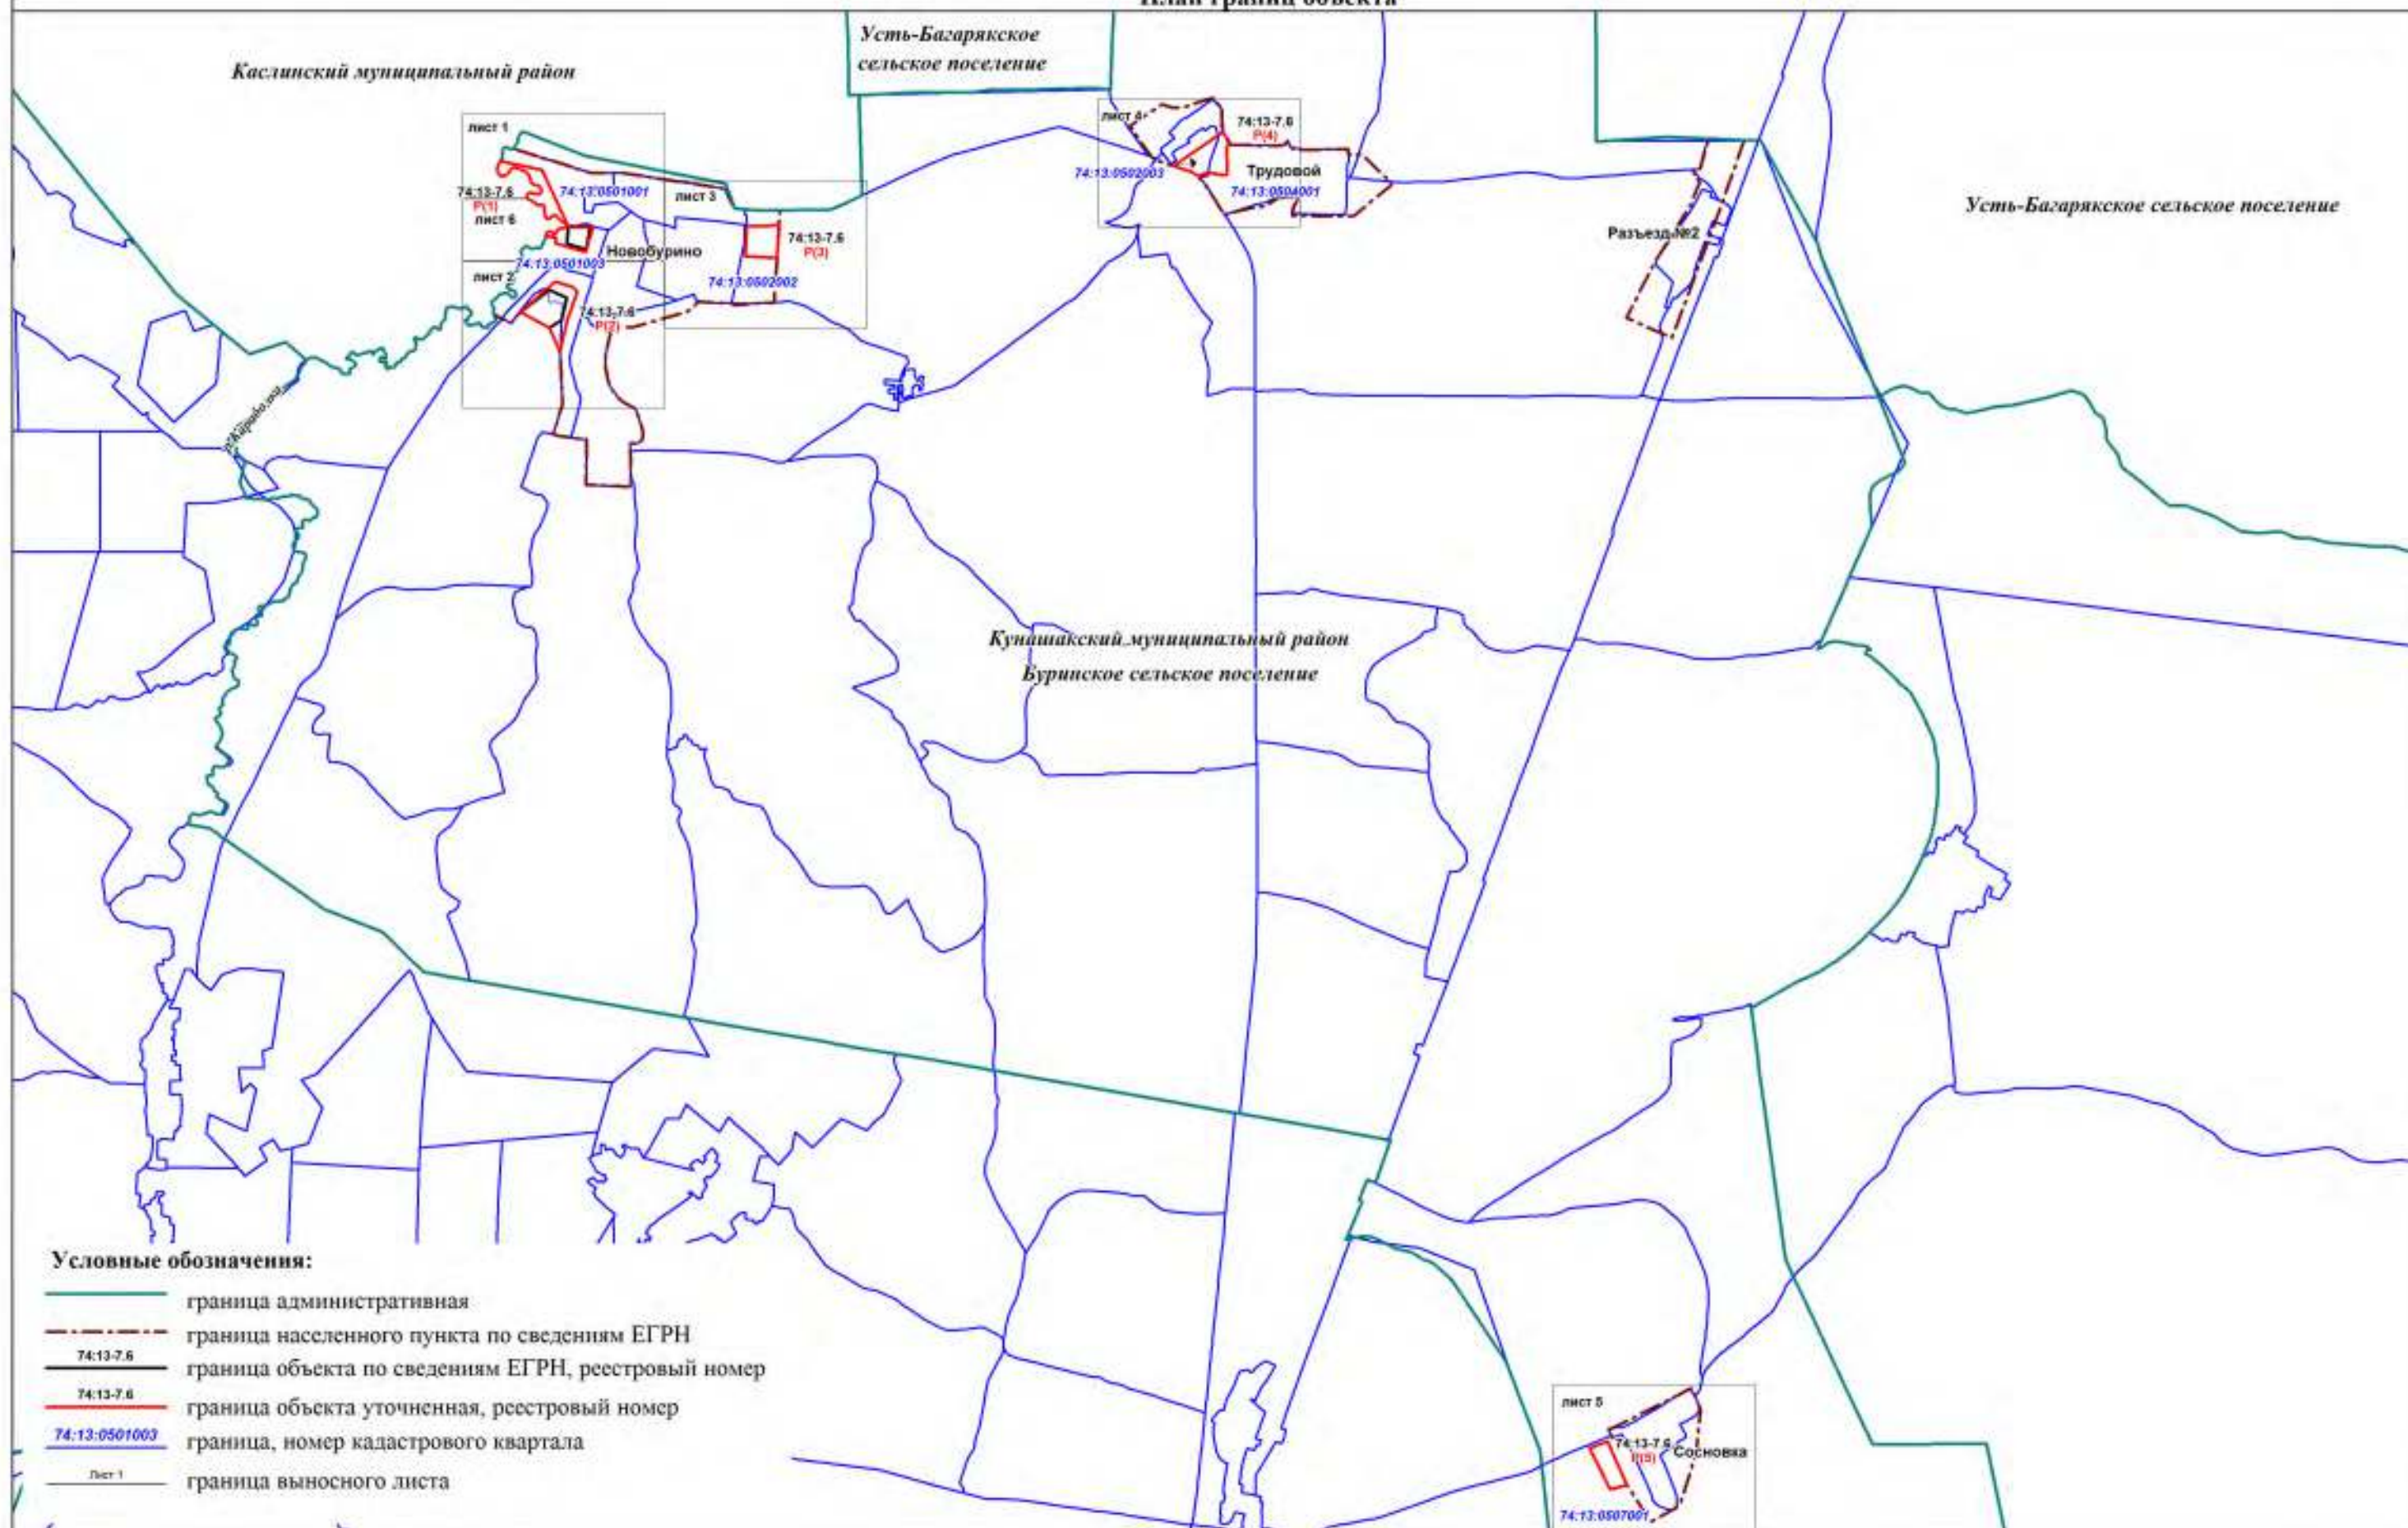 План границ объекта
Усть-Багарякское
сельское поселение
Каслинский муниципальный район
лист 1
лист 4
74:13-7.6
Р(4)
74:13:0502003
Трудовой
74:13:0504001
74:13-7.6
Р(1)
74:13:0501001
лист 3
лист 6
Усть-Багарякское сельское поселение
Разъезд №2
Новобурино
74:13-7.6
Р(3)
74:13:0501003
лист 2
74:13:0502002
74:13-7.6
Р(2)
Кунашакский муниципальный район
Буринское сельское поселение
Условные обозначения:
граница административная
граница населенного пункта по сведениям ЕГРН
74:13-7.6
граница объекта по сведениям ЕГРН, реестровый номер
74:13-7.6
граница объекта уточненная, реестровый номер
74:13:0501003
граница, номер кадастрового квартала
Лист 1
граница выносного листа
лист 5
74:13-7.6
Р(5)
Сосновка
74:13:0507001